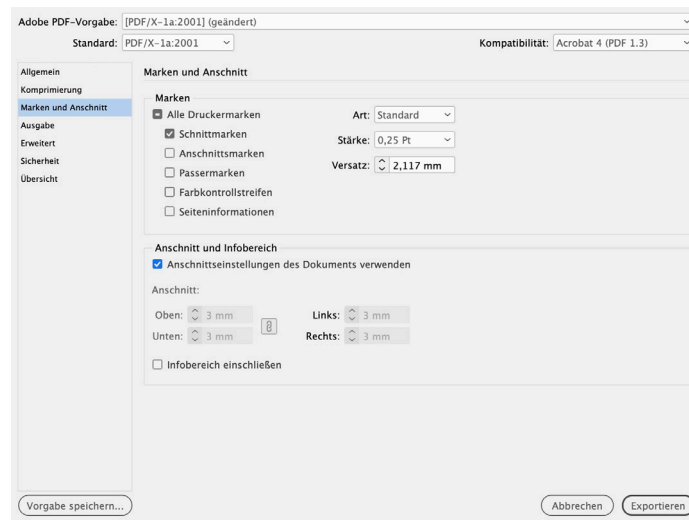 Adobe PDF-Vorgabe: [PDF/X-1a:2001] (geändert)
Standard: PDF/X-1a:2001 Kompatibilität: Acrobat 4 (PDF 1.3)
Allgemein
Komprimierung
Marken und Anschnitt
Ausgabe
Erweitert
Sicherheit
Übersicht
Marken und Anschnitt
Marken
Alle Druckermarken Art: Standard
Schnittmarken Stärke: 0,25 Pt
Anschnittsmarken Versatz: 2,117 mm
Passermarken
Farbkontrollstreifen
Seiteninformationen
Anschnitt und Infobereich
Anschnittseinstellungen des Dokuments verwenden
Anschnitt:
Oben: 3 mm Links: 3 mm
Unten: 3 mm Rechts: 3 mm
Infobereich einschließen
Vorgabe speichern... Abbrechen Exportieren